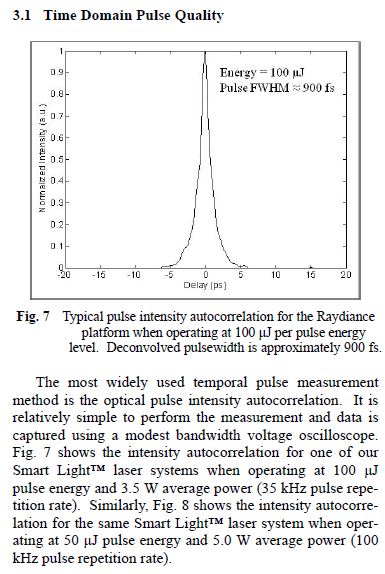 3.1 Time Domain Pulse Quality
1
0.9
0.8
0.7
0.6
0.5
0.4
0.3
0.2
0.1
0
Normalized Intensity (a.u.)
Energy = 100 μJ
Pulse FWHM ≈ 900 fs
-20 -15 -10 -5 0 5 10 15 20
Delay (ps)
Fig. 7 Typical pulse intensity autocorrelation for the Raydiance
platform when operating at 100 μJ per pulse energy
level. Deconvolved pulsewidth is approximately 900 fs.
The most widely used temporal pulse measurement
method is the optical pulse intensity autocorrelation. It is
relatively simple to perform the measurement and data is
captured using a modest bandwidth voltage oscilloscope.
Fig. 7 shows the intensity autocorrelation for one of our
Smart Light™ laser systems when operating at 100 μJ
pulse energy and 3.5 W average power (35 kHz pulse repe-
tition rate). Similarly, Fig. 8 shows the intensity autocorre-
lation for the same Smart Light™ laser system when oper-
ating at 50 μJ pulse energy and 5.0 W average power (100
kHz pulse repetition rate).